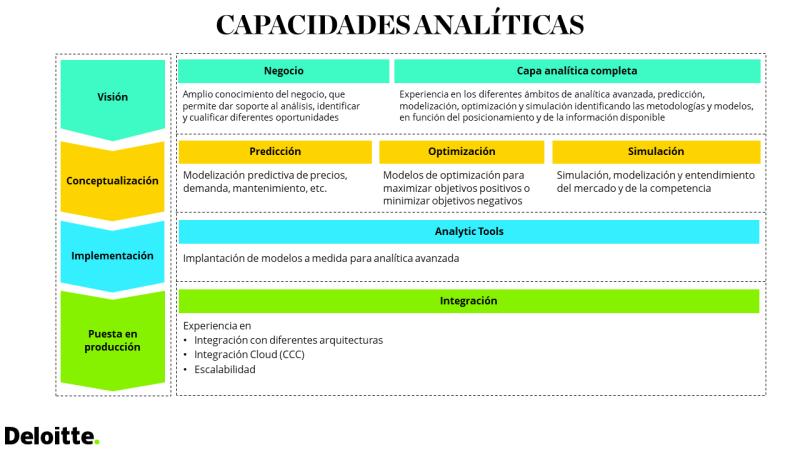 CAPACIDADES ANALÍTICAS
Visión
Negocio
Amplio conocimiento del negocio, que
permite dar soporte al análisis, identificar
y cualificar diferentes oportunidades
Capa analítica completa
Experiencia en los diferentes ámbitos de analítica avanzada, predicción,
modelización, optimización y simulación identificando las metodologías y modelos,
en función del posicionamiento y de la información disponible
Conceptualización
Predicción
Modelización predictiva de precios,
demanda, mantenimiento, etc.
Optimización
Modelos de optimización para
maximizar objetivos positivos o
minimizar objetivos negativos
Simulación
Simulación, modelización y entendimiento
del mercado y de la competencia
Implementación
Analytic Tools
Implantación de modelos a medida para analítica avanzada
Puesta en
producción
Integración
Experiencia en
• Integración con diferentes arquitecturas
• Integración Cloud (CCC)
• Escalabilidad
Deloitte.